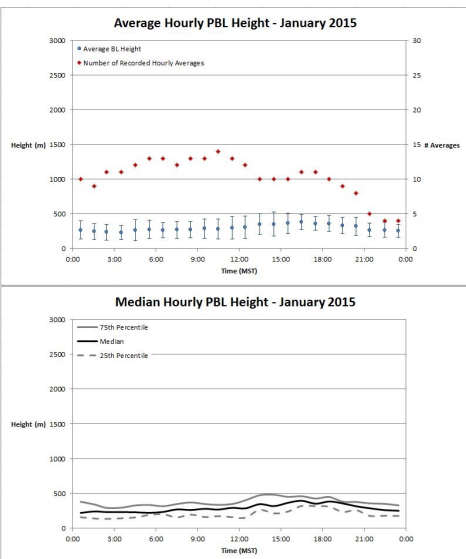 Average Hourly PBL Height - January 2015
3000
2500
2000
1500
1000
500
0
Average BL Height
Number of Recorded Hourly Averages
30
25
20
15
10
5
0
Height (m)
# Averages
0:00 3:00 6:00 9:00 12:00 15:00 18:00 21:00 0:00
Time (MST)
Median Hourly PBL Height - January 2015
3000
2500
2000
1500
1000
500
0
75th Percentile
Median
25th Percentile
Height (m)
0:00 3:00 6:00 9:00 12:00 15:00 18:00 21:00 0:00
Time (MST)